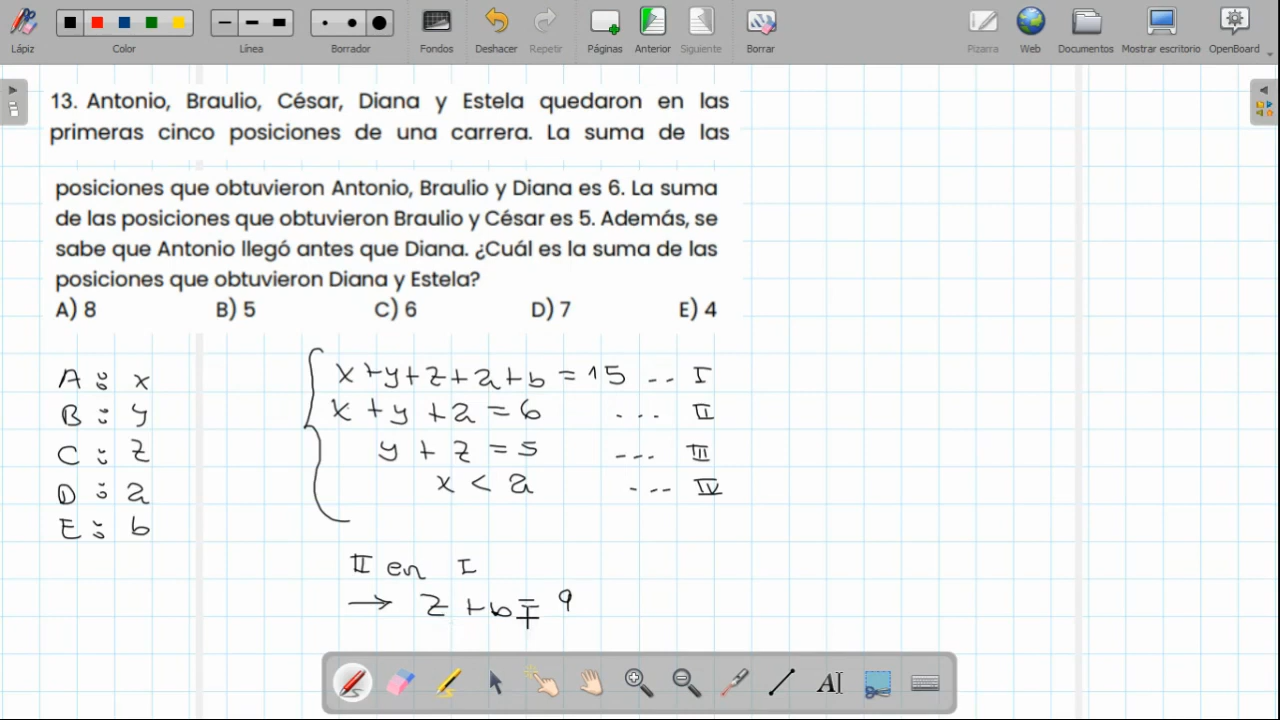 Lápiz
Color
Línea
Borrador
Fondos
Deshacer
Repetir
Páginas
Anterior
Siguiente
Borrar
Pizarra
Web
Documentos
Mostrar escritorio
OpenBoard
13. Antonio, Braulio, César, Diana y Estela quedaron en las
primeras cinco posiciones de una carrera. La suma de las
posiciones que obtuvieron Antonio, Braulio y Diana es 6. La suma
de las posiciones que obtuvieron Braulio y César es 5. Además, se
sabe que Antonio llegó antes que Diana. ¿Cuál es la suma de las
posiciones que obtuvieron Diana y Estela?
A) 8 B) 5 C) 6 D) 7 E) 4
A : x
B : y
C : z
D : a
E : b
x + y + z + a + b = 15 ... I
x + y + a = 6 ... II
y + z = 5 ... III
x < a ... IV
II en I
→ z + b = 9
AI